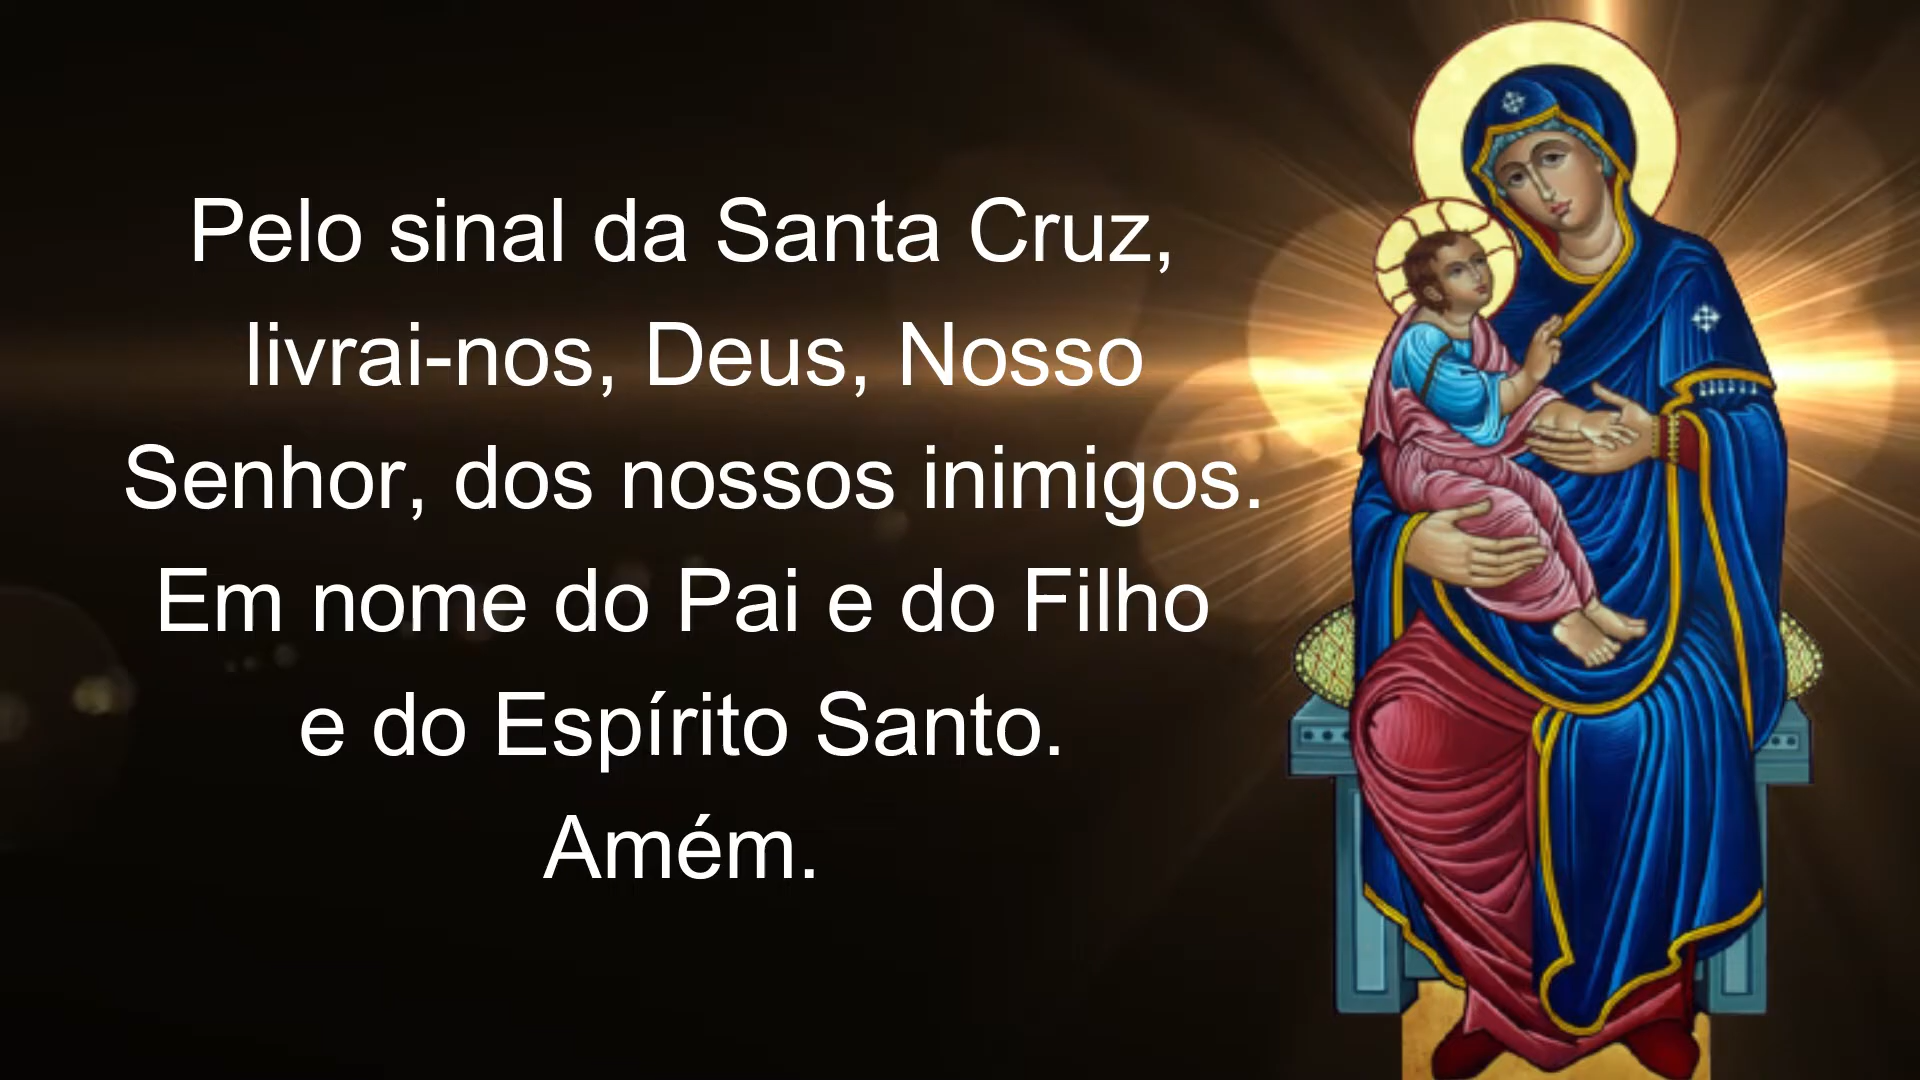 Pelo sinal da Santa Cruz,
livrai-nos, Deus, Nosso
Senhor, dos nossos inimigos.
Em nome do Pai e do Filho
e do Espírito Santo.
Amém.